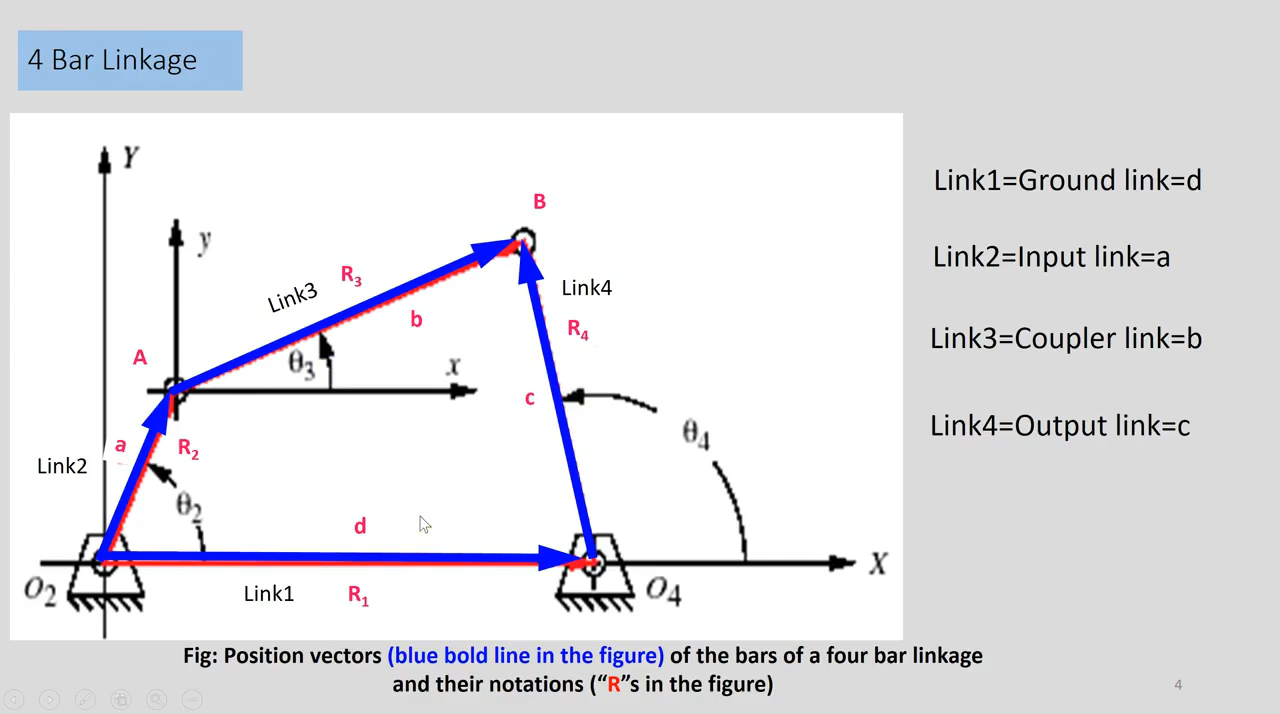 4 Bar Linkage
Y
B
y
R3
Link3
Link4
b
R4
A
θ3
x
c
a
R2
θ4
Link2
θ2
d
X
O2
O4
Link1
R1
Link1=Ground link=d
Link2=Input link=a
Link3=Coupler link=b
Link4=Output link=c
Fig: Position vectors (blue bold line in the figure) of the bars of a four bar linkage
and their notations (“R”s in the figure)
4